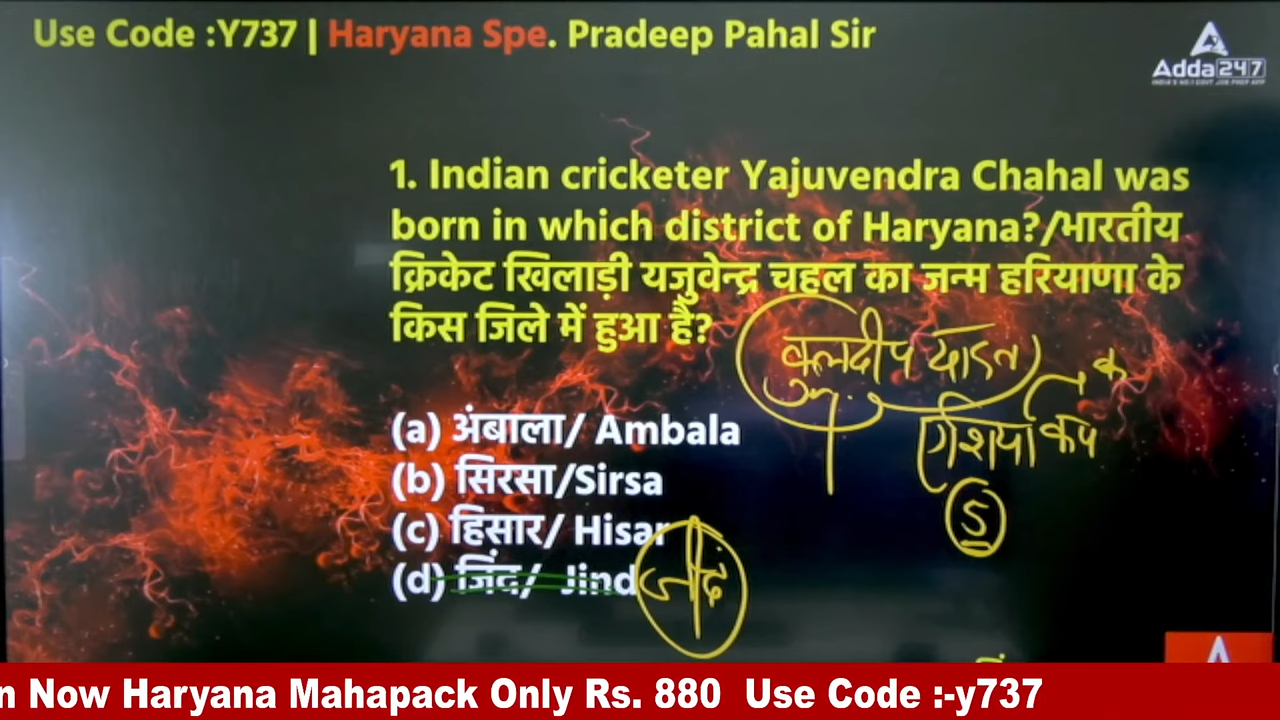 Use Code :Y737 | Haryana Spe. Pradeep Pahal Sir
Adda247
1. Indian cricketer Yajuvendra Chahal was
born in which district of Haryana?/भारतीय
क्रिकेट खिलाड़ी यजुवेन्द्र चहल का जन्म हरियाणा के
किस जिले में हुआ है?
कुलदीप यादव
एशिया कप
5
(a) अंबाला/ Ambala
(b) सिरसा/Sirsa
(c) हिसार/ Hisar
(d) जिंद/ Jind
जींद
n Now Haryana Mahapack Only Rs. 880 Use Code :-y737